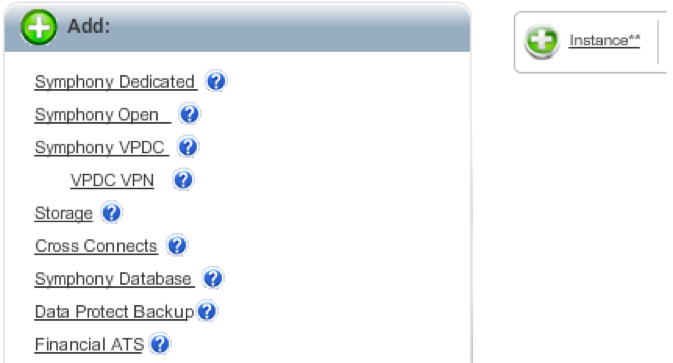 Add:
Instance**
Symphony Dedicated
Symphony Open
Symphony VPDC
VPDC VPN
Storage
Cross Connects
Symphony Database
Data Protect Backup
Financial ATS